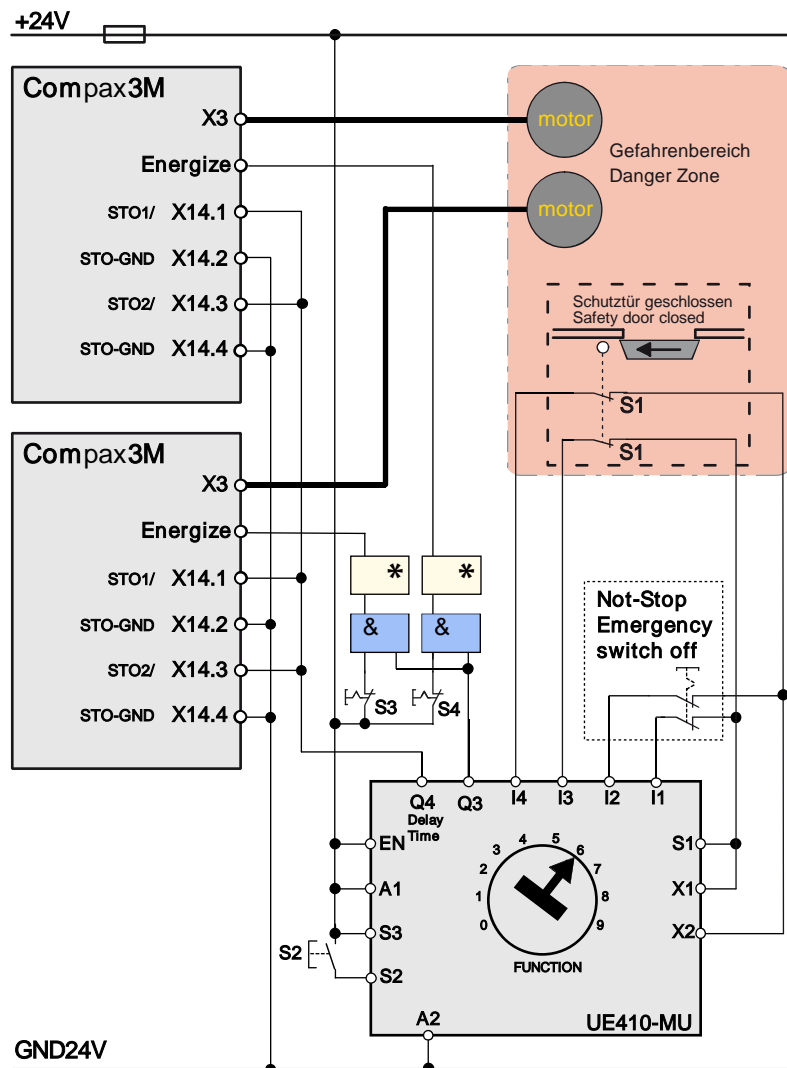 +24V
Compax3M
X3
Energize
STO1/ X14.1
STO-GND X14.2
STO2/ X14.3
STO-GND X14.4
motor
motor
Gefahrenbereich
Danger Zone
Schutztür geschlossen
Safety door closed
S1
S1
Compax3M
X3
Energize
STO1/ X14.1
STO-GND X14.2
STO2/ X14.3
STO-GND X14.4
* *
& &
S3 S4
Not-Stop
Emergency
switch off
Q4 Q3 I4 I3 I2 I1
Delay
Time
EN
A1
S3
S2
S2
0 1 2 3 4 5 6 7 8 9
FUNCTION
S1
X1
X2
A2
UE410-MU
GND24V